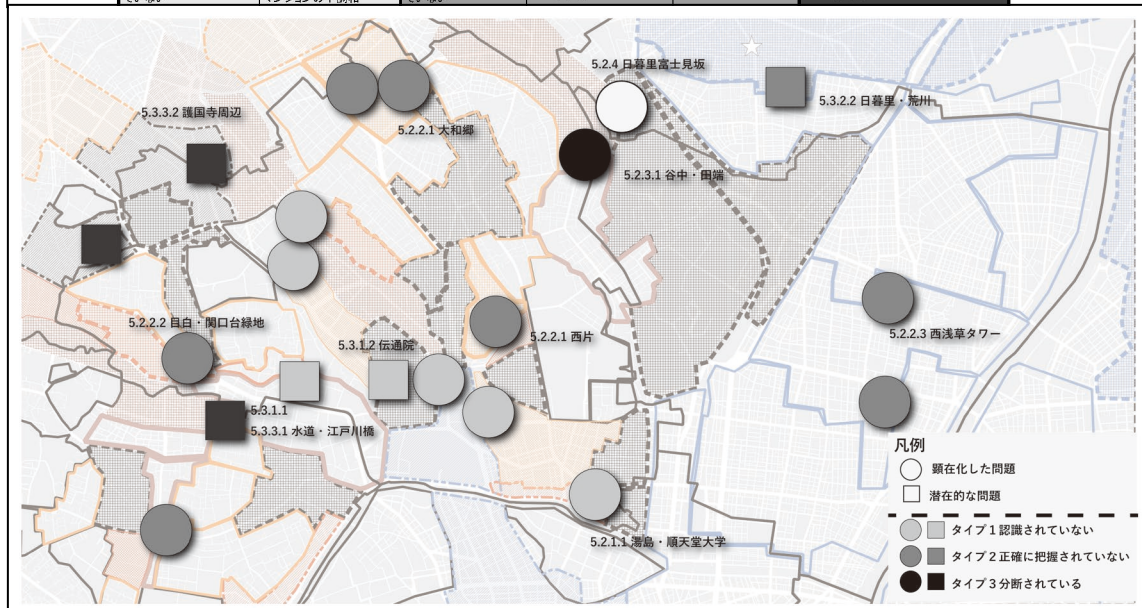 5.2.4 日暮里富士見坂
5.3.2.2 日暮里・荒川
5.3.3.2 護国寺周辺
5.2.2.1 大和郷
5.2.3.1 谷中・田端
5.2.2.2 目白・関口台緑地
5.3.1.2 伝通院
5.2.2.1 西片
5.2.2.3 西浅草タワー
5.3.1.1
5.3.3.1 水道・江戸川橋
5.2.1.1 湯島・順天堂大学
凡例
顕在化した問題
潜在的な問題
タイプ1認識されていない
タイプ2正確に把握されていない
タイプ3分断されている